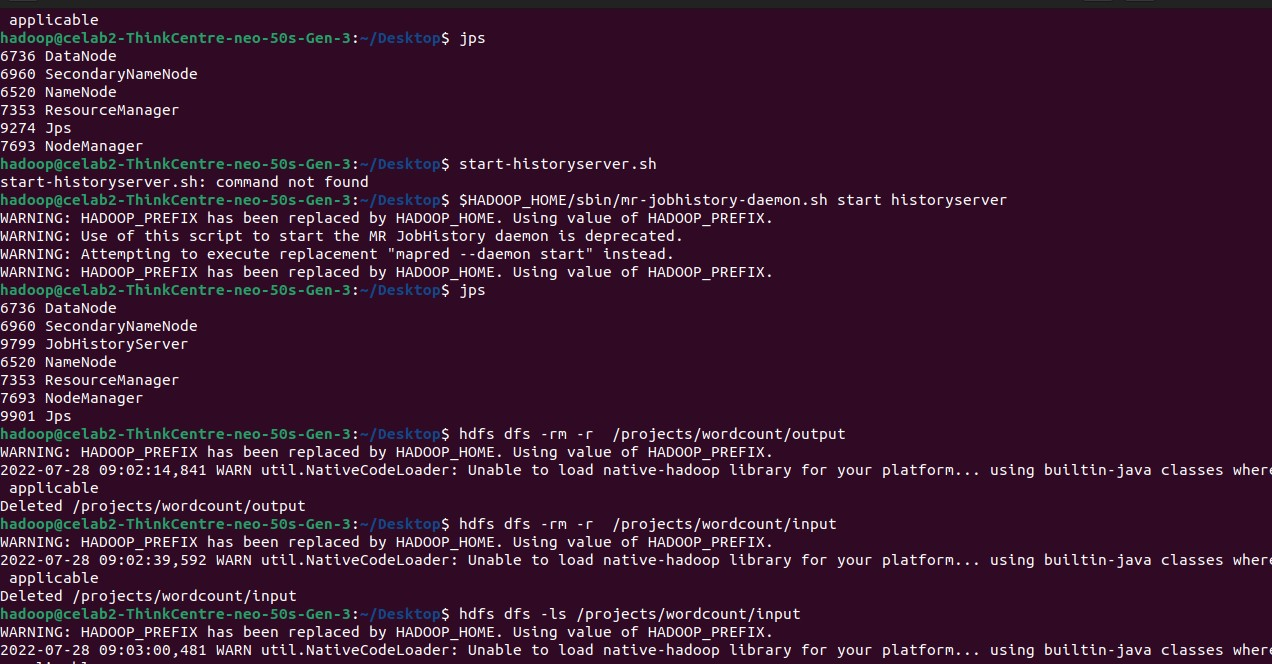 applicable
hadoop@celab2-ThinkCentre-neo-50s-Gen-3:~/Desktop$ jps
6736 DataNode
6960 SecondaryNameNode
6520 NameNode
7353 ResourceManager
9274 Jps
7693 NodeManager
hadoop@celab2-ThinkCentre-neo-50s-Gen-3:~/Desktop$ start-historyserver.sh
start-historyserver.sh: command not found
hadoop@celab2-ThinkCentre-neo-50s-Gen-3:~/Desktop$ $HADOOP_HOME/sbin/mr-jobhistory-daemon.sh start historyserver
WARNING: HADOOP_PREFIX has been replaced by HADOOP_HOME. Using value of HADOOP_PREFIX.
WARNING: Use of this script to start the MR JobHistory daemon is deprecated.
WARNING: Attempting to execute replacement "mapred --daemon start" instead.
WARNING: HADOOP_PREFIX has been replaced by HADOOP_HOME. Using value of HADOOP_PREFIX.
hadoop@celab2-ThinkCentre-neo-50s-Gen-3:~/Desktop$ jps
6736 DataNode
6960 SecondaryNameNode
9799 JobHistoryServer
6520 NameNode
7353 ResourceManager
7693 NodeManager
9901 Jps
hadoop@celab2-ThinkCentre-neo-50s-Gen-3:~/Desktop$ hdfs dfs -rm -r  /projects/wordcount/output
WARNING: HADOOP_PREFIX has been replaced by HADOOP_HOME. Using value of HADOOP_PREFIX.
2022-07-28 09:02:14,841 WARN util.NativeCodeLoader: Unable to load native-hadoop library for your platform... using builtin-java classes where
 applicable
Deleted /projects/wordcount/output
hadoop@celab2-ThinkCentre-neo-50s-Gen-3:~/Desktop$ hdfs dfs -rm -r  /projects/wordcount/input
WARNING: HADOOP_PREFIX has been replaced by HADOOP_HOME. Using value of HADOOP_PREFIX.
2022-07-28 09:02:39,592 WARN util.NativeCodeLoader: Unable to load native-hadoop library for your platform... using builtin-java classes where
 applicable
Deleted /projects/wordcount/input
hadoop@celab2-ThinkCentre-neo-50s-Gen-3:~/Desktop$ hdfs dfs -ls /projects/wordcount/input
WARNING: HADOOP_PREFIX has been replaced by HADOOP_HOME. Using value of HADOOP_PREFIX.
2022-07-28 09:03:00,481 WARN util.NativeCodeLoader: Unable to load native-hadoop library for your platform... using builtin-java classes where